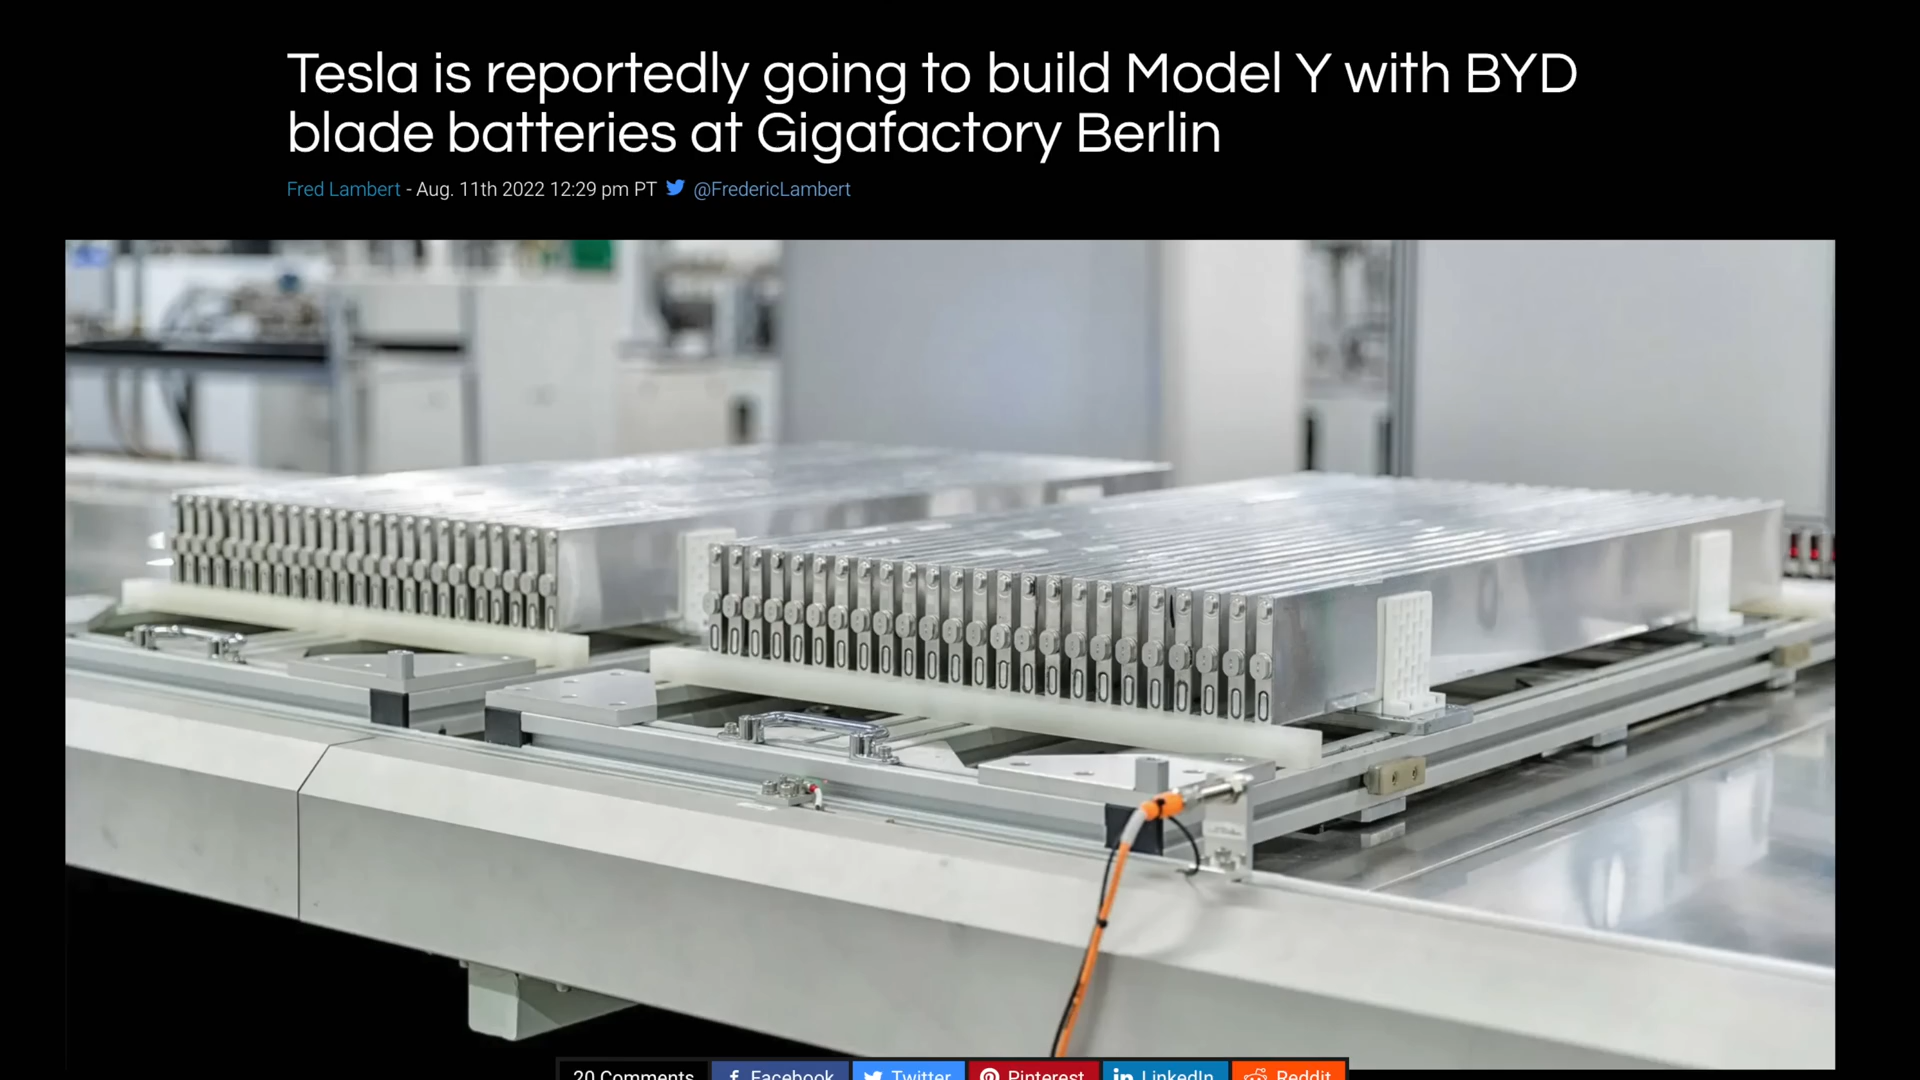 Tesla is reportedly going to build Model Y with BYD
blade batteries at Gigafactory Berlin
Fred Lambert - Aug. 11th 2022 12:29 pm PT @FredericLambert
20 Comments Facebook Twitter Pinterest LinkedIn Reddit